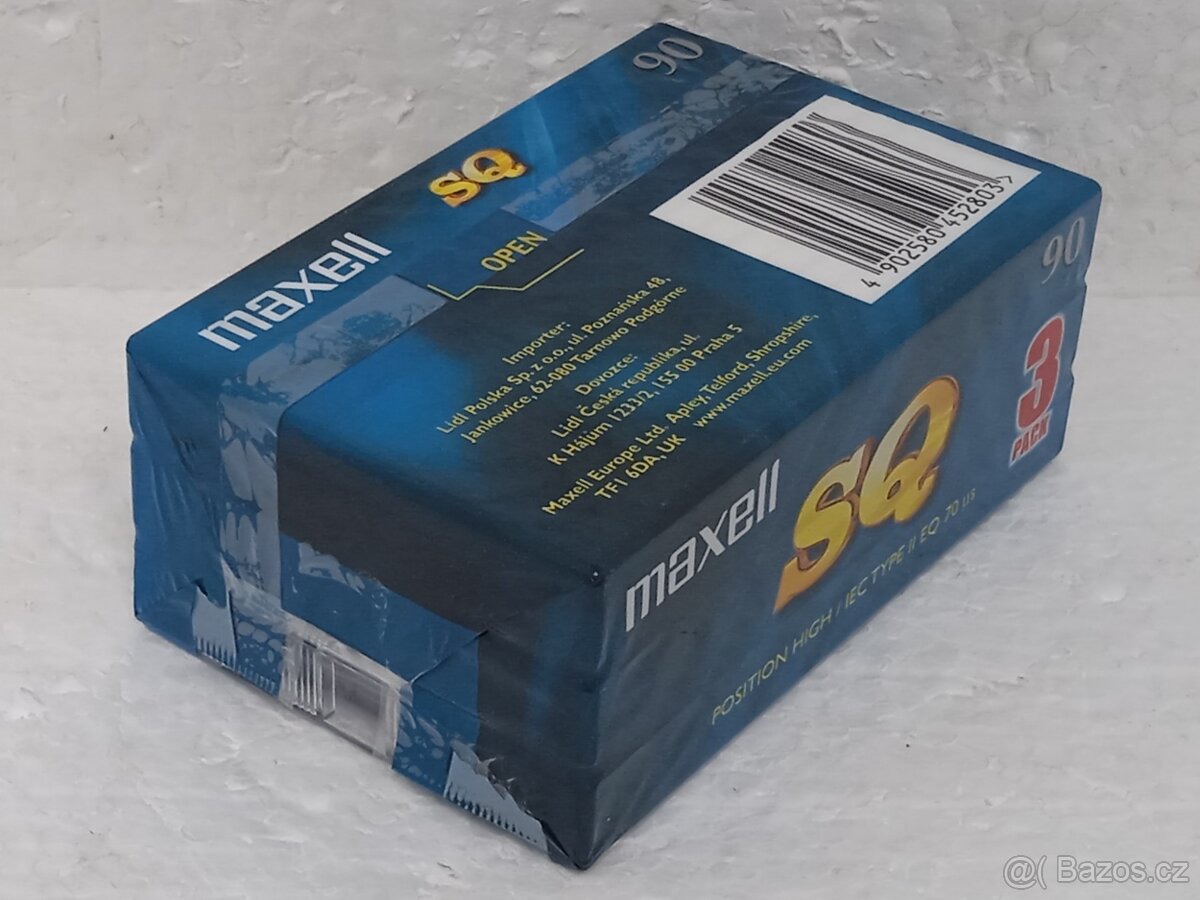 90
SQ
maxell
OPEN
Importer:
Lidl Polska Sp. z o.o., ul. Poznańska 48,
Jankowice, 62-080 Tarnowo Podgórne
Dovozce:
Lidl Česka republika, ul.
K Hájum 1233/2, 155 00 Praha 5
Maxell Europe Ltd. Apley, Telford, Shropshire,
TF1 6DA, UK www.maxell.eu.com
4 902580 452803 >
maxell
SQ
90
3
PACK
POSITION HIGH / IEC TYPE II EQ 70 µs
@( Bazos.cz